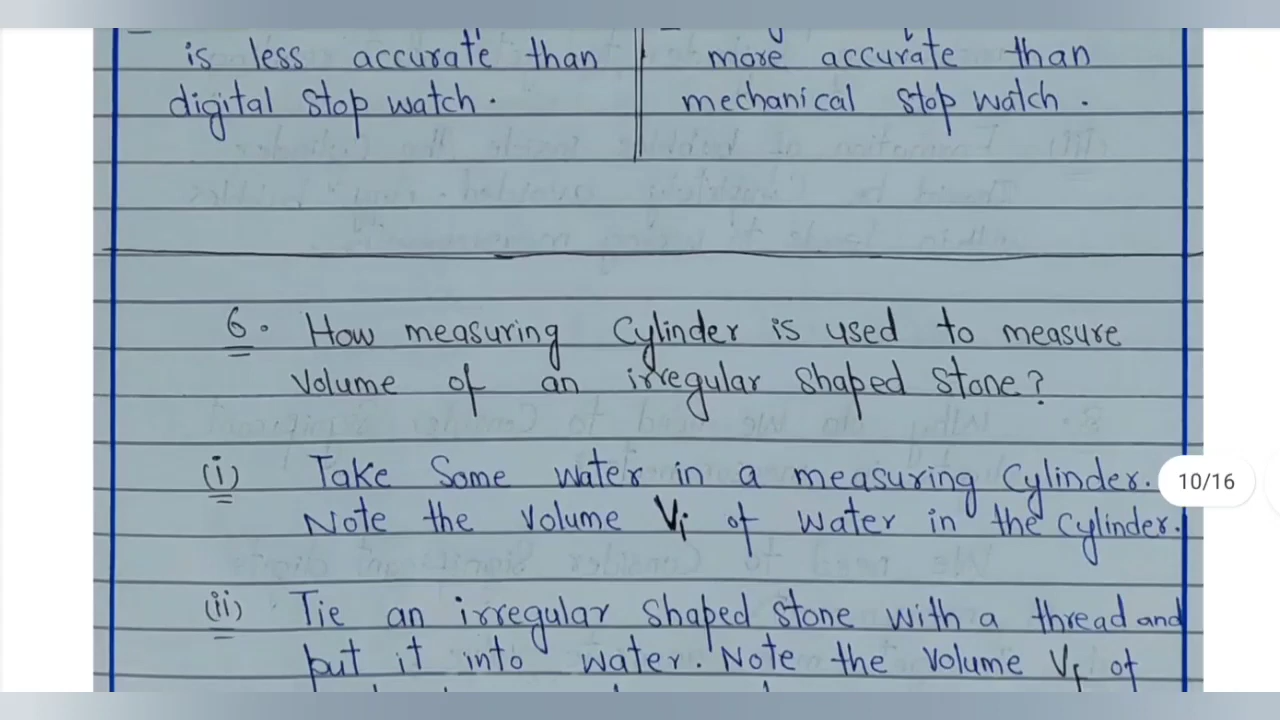 is less accurate than
digital stop watch.
more accurate than
mechanical stop watch.
6. How measuring Cylinder is used to measure
Volume of an irregular shaped stone?
(i) Take Some water in a measuring Cylinder.
Note the volume Vi of water in the cylinder.
10/16
(ii) Tie an irregular shaped stone with a thread and
put it into water. Note the volume Vf of